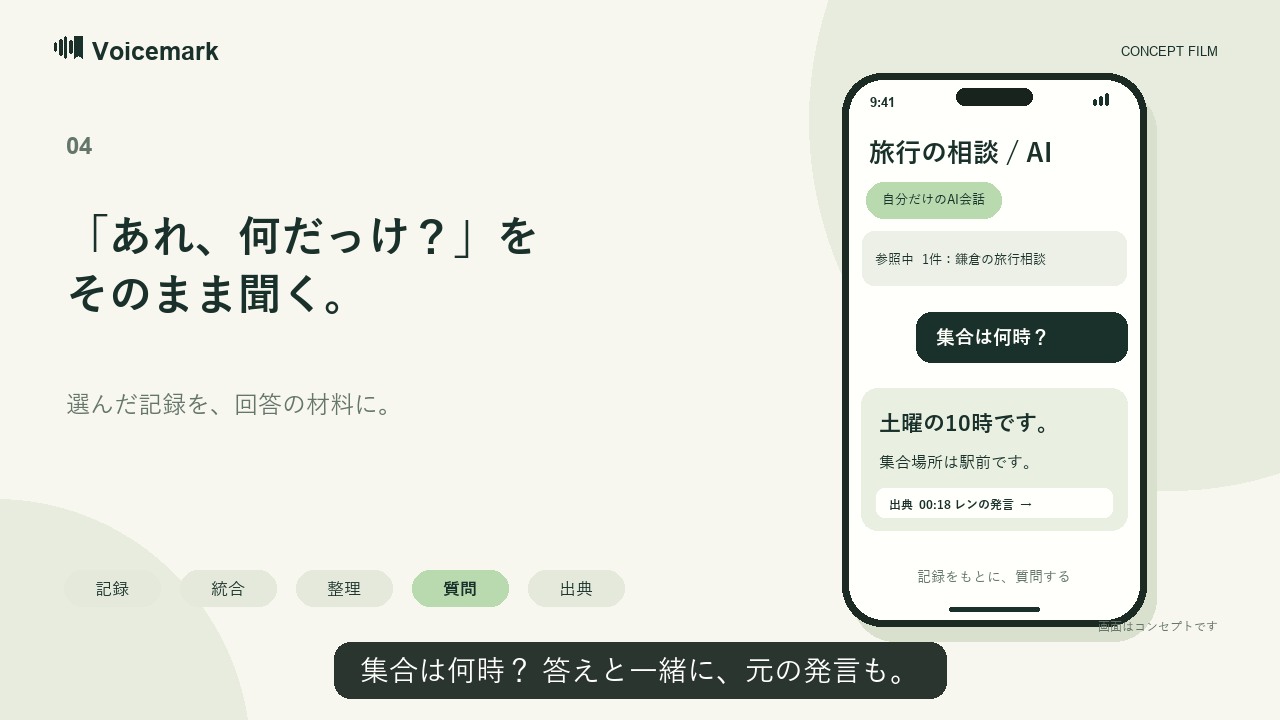 Voicemark
CONCEPT FILM
04
「あれ、何だっけ？」を
そのまま聞く。
選んだ記録を、回答の材料に。
記録
統合
整理
質問
出典
9:41
旅行の相談 / AI
自分だけのAI会話
参照中 1件：鎌倉の旅行相談
集合は何時？
土曜の10時です。
集合場所は駅前です。
出典 00:18 レンの発言 →
記録をもとに、質問する
画面はコンセプトです
集合は何時？ 答えと一緒に、元の発言も。